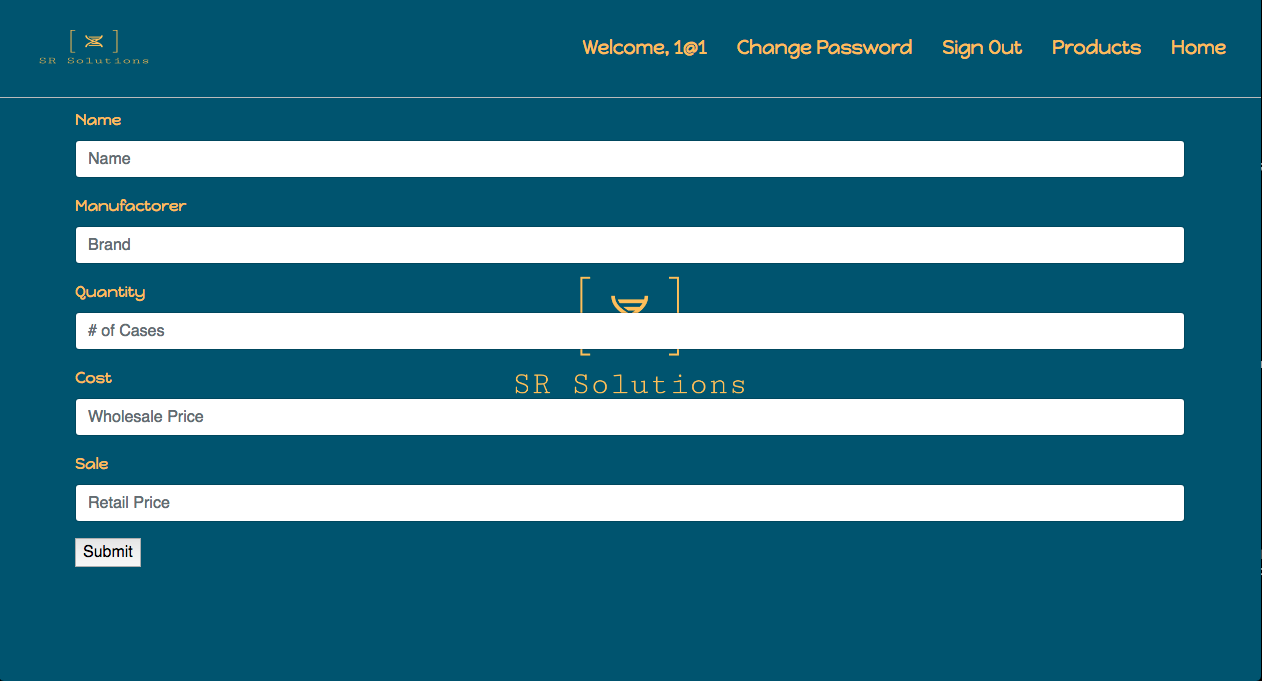 SR Solutions
Welcome, 1@1 Change Password Sign Out Products Home
Name
Name
Manufactorer
Brand
Quantity
# of Cases
SR Solutions
Cost
Wholesale Price
Sale
Retail Price
Submit